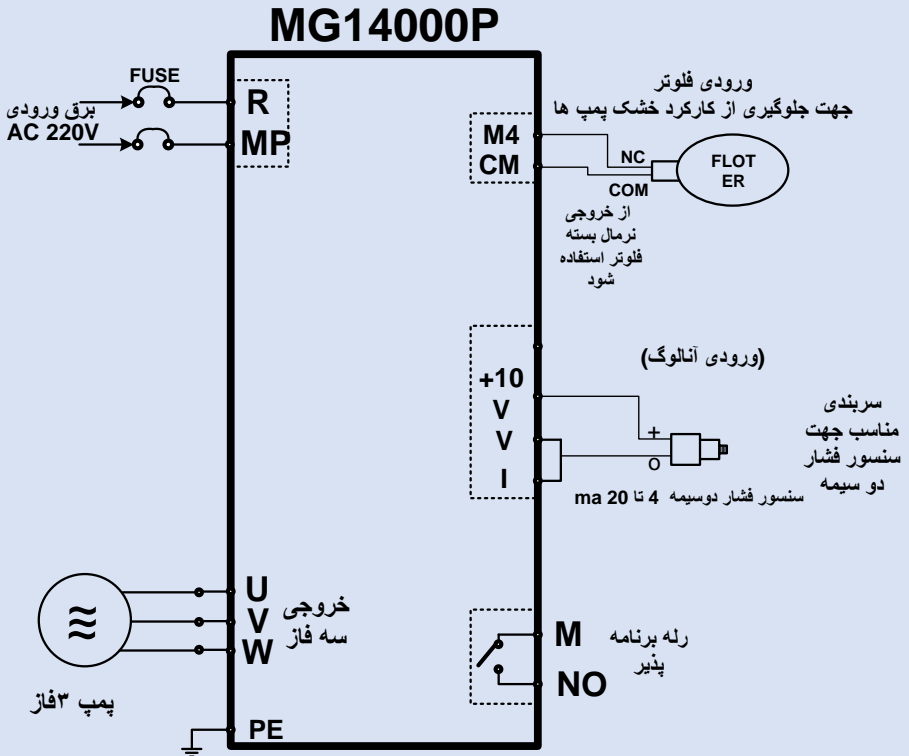 MG14000P
FUSE
برق ورودی
AC 220V
R
MP
ورودی فلوتر
جهت جلوگیری از کارکرد خشک پمپ ها
M4
CM
NC
COM
FLOT
ER
از خروجی
نرمال بسته
فلوتر استفاده
شود
(ورودی آنالوگ)
+10
V
V
I
+
O
سربندی
مناسب جهت
سنسور فشار
دو سیمه
سنسور فشار دوسیمه 4 تا 20 ma
U
V
W
خروجی
سه فاز
پمپ ۳فاز
PE
M
NO
رله برنامه
پذیر